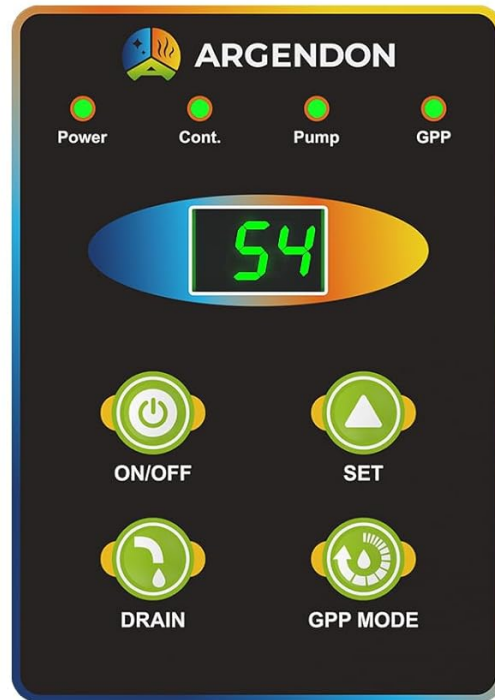 ARGENDON
Power Cont. Pump GPP
54
ON/OFF SET
DRAIN GPP MODE